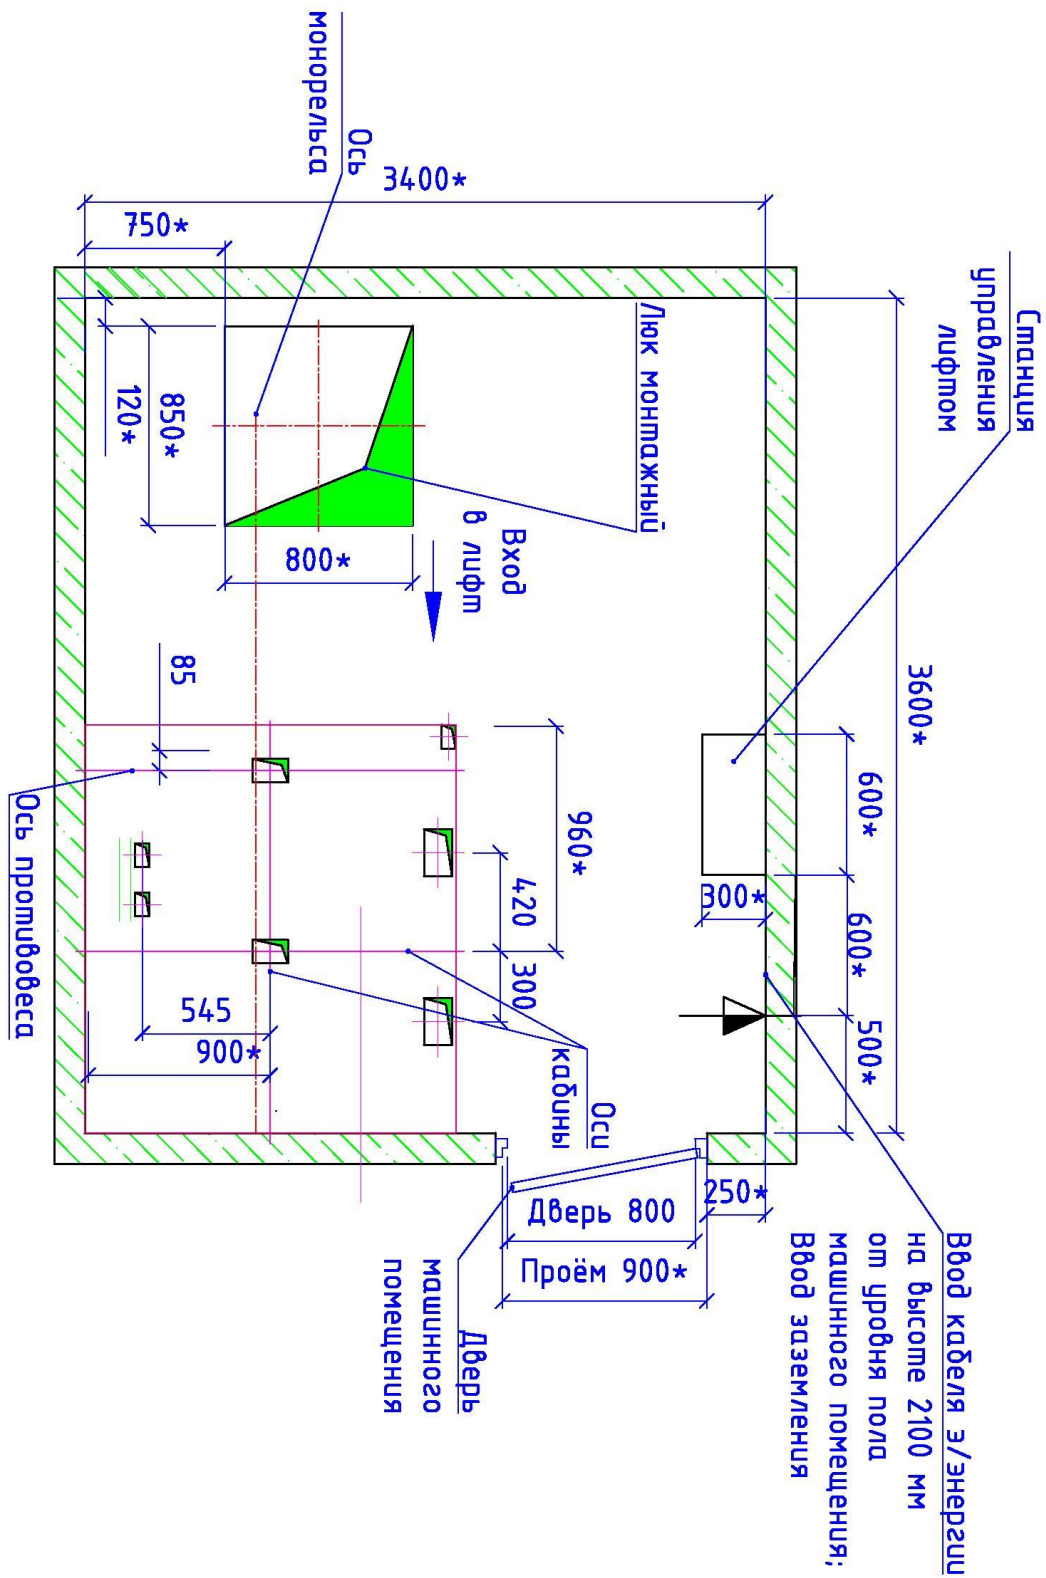 Ось
монорельса
3400*
750*
Станция
управления
лифтом
Люк монтажный
850*
120*
800*
Вход
в лифт
3600*
85
960*
420
300
600*
300*
600*
500*
Ось противовеса
545
900*
Оси
кабины
250*
Дверь 800
Проём 900*
Дверь
машинного
помещения
Ввод кабеля э/энергии
на высоте 2100 мм
от уровня пола
машинного помещения;
Ввод заземления